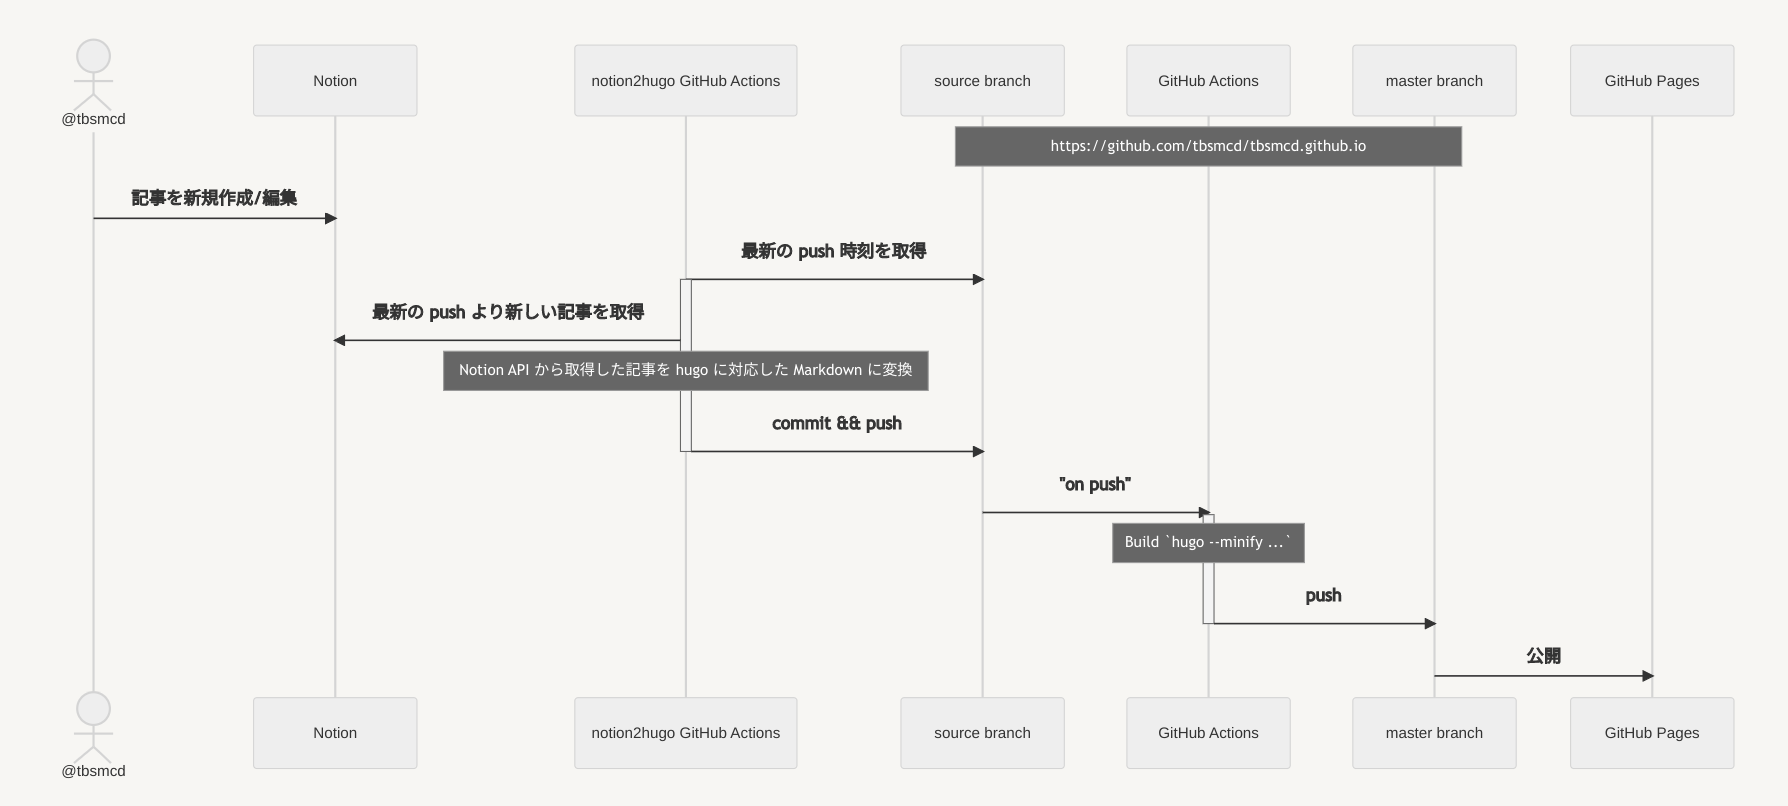 @tbsmcd
Notion
notion2hugo GitHub Actions
source branch
GitHub Actions
master branch
GitHub Pages
https://github.com/tbsmcd/tbsmcd.github.io
記事を新規作成/編集
最新の push 時刻を取得
最新の push より新しい記事を取得
Notion API から取得した記事を hugo に対応した Markdown に変換
commit && push
"on push"
Build `hugo --minify ...`
push
公開
@tbsmcd
Notion
notion2hugo GitHub Actions
source branch
GitHub Actions
master branch
GitHub Pages